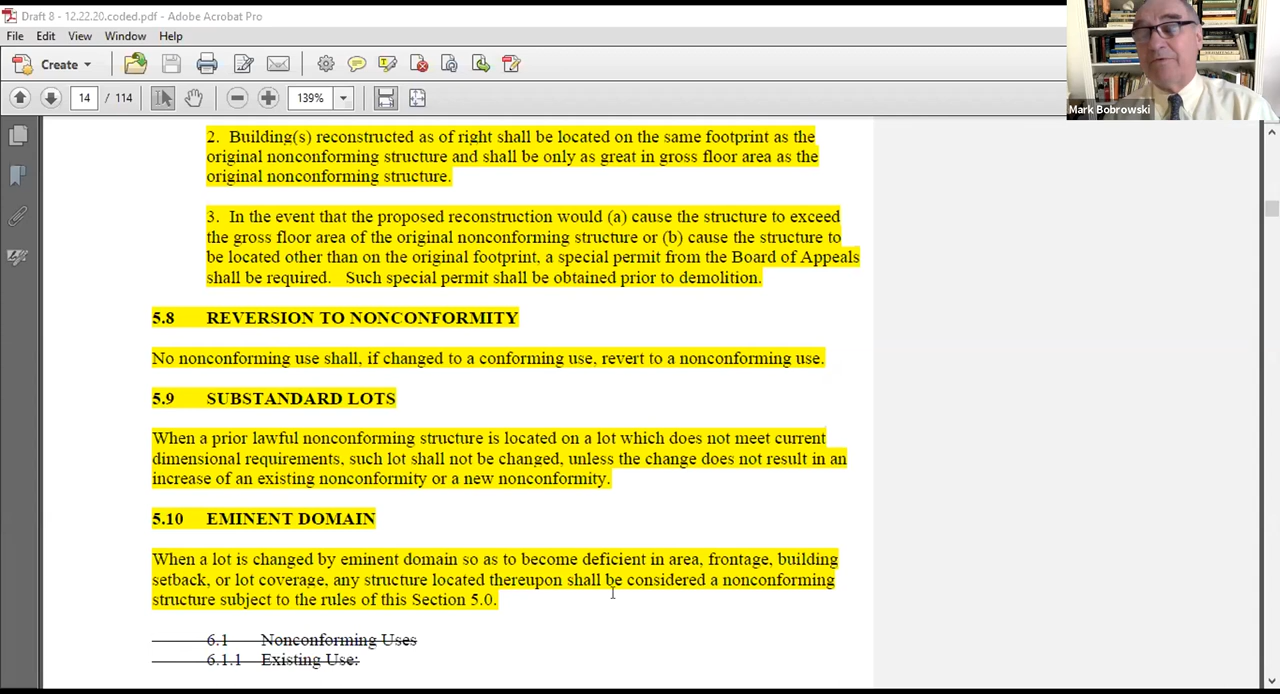 Draft 8 - 12.22.20.coded.pdf - Adobe Acrobat Pro
File Edit View Window Help
Create
14 / 114 139%
Mark Bobrowski
2. Building(s) reconstructed as of right shall be located on the same footprint as the
original nonconforming structure and shall be only as great in gross floor area as the
original nonconforming structure.
3. In the event that the proposed reconstruction would (a) cause the structure to exceed
the gross floor area of the original nonconforming structure or (b) cause the structure to
be located other than on the original footprint, a special permit from the Board of Appeals
shall be required. Such special permit shall be obtained prior to demolition.
5.8 REVERSION TO NONCONFORMITY
No nonconforming use shall, if changed to a conforming use, revert to a nonconforming use.
5.9 SUBSTANDARD LOTS
When a prior lawful nonconforming structure is located on a lot which does not meet current
dimensional requirements, such lot shall not be changed, unless the change does not result in an
increase of an existing nonconformity or a new nonconformity.
5.10 EMINENT DOMAIN
When a lot is changed by eminent domain so as to become deficient in area, frontage, building
setback, or lot coverage, any structure located thereupon shall be considered a nonconforming
structure subject to the rules of this Section 5.0.
6.1 Nonconforming Uses
6.1.1 Existing Use: